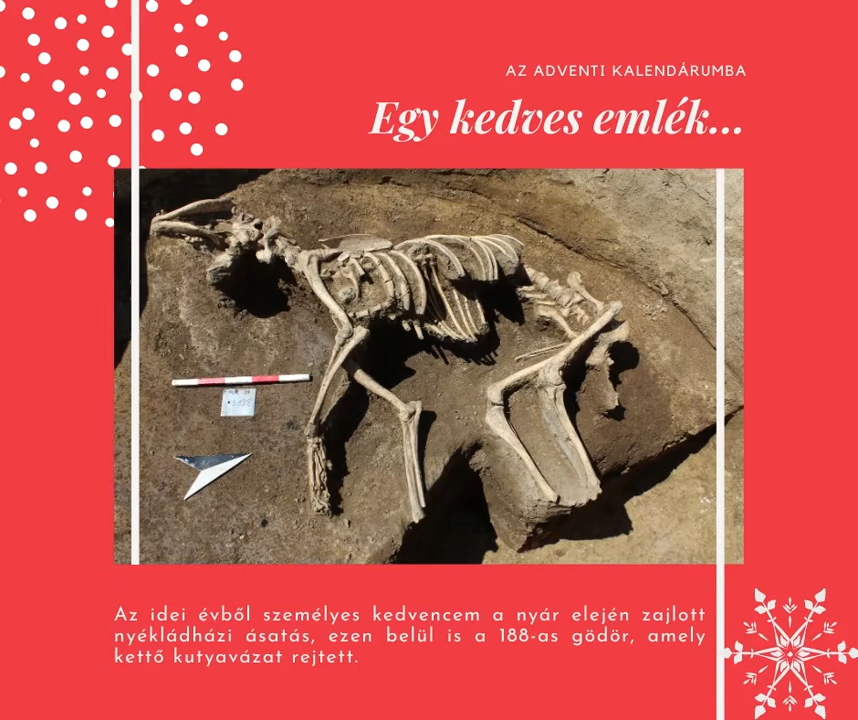 AZ ADVENTI KALENDÁRUMBA
Egy kedves emlék...
Az idei évből személyes kedvencem a nyár elején zajlott
nyékládházi ásatás, ezen belül is a 188-as gödör, amely
kettő kutyavázat rejtett.